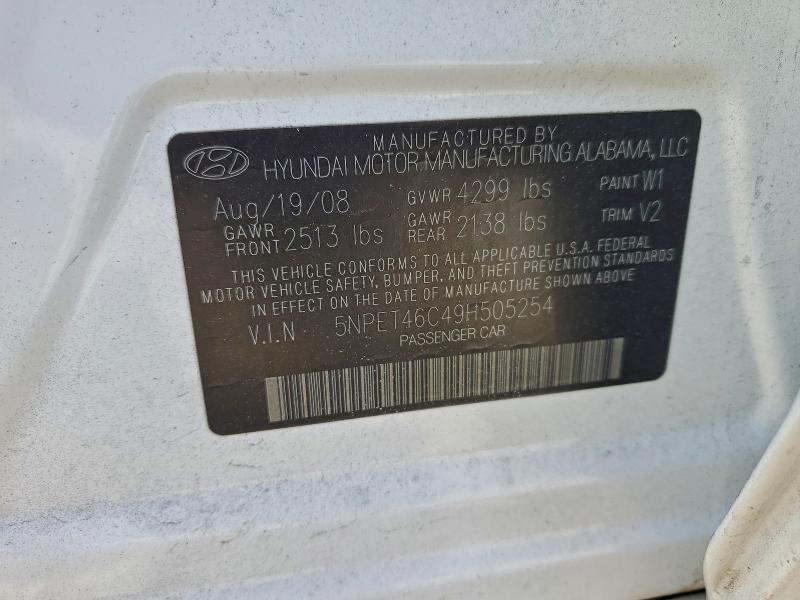 MANUFACTURED BY
HYUNDAI MOTOR MANUFACTURING ALABAMA, LLC
Aug/19/08 GVWR 4299 lbs PAINT W1
GAWR FRONT 2513 lbs GAWR REAR 2138 lbs TRIM V2
THIS VEHICLE CONFORMS TO ALL APPLICABLE U.S.A. FEDERAL
MOTOR VEHICLE SAFETY, BUMPER, AND THEFT PREVENTION STANDARDS
IN EFFECT ON THE DATE OF MANUFACTURE SHOWN ABOVE
V.I.N 5NPET46C49H505254
PASSENGER CAR